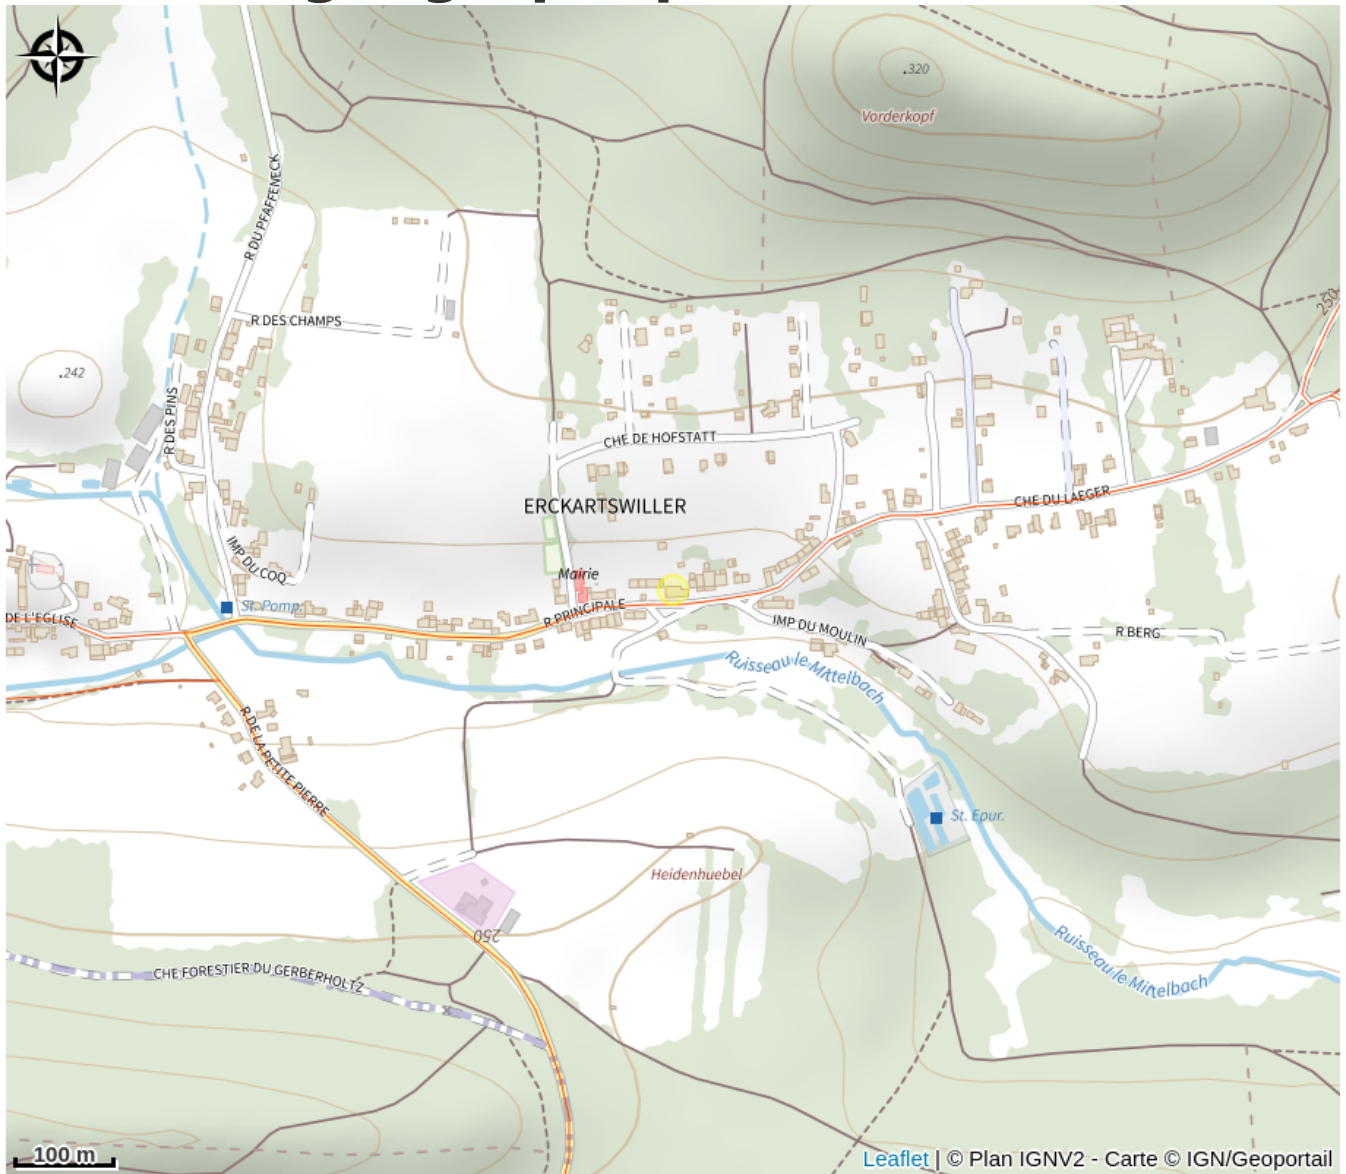 .320
Vorderkopf
R DU PFAFFENECK
250
R DES CHAMPS
.242
R DES PINS
CHE DE HOFSTATT
CHE DU LAEGER
ERCKARTSWILLER
IMP DU COQ
Mairie
St. Pomp.
DE L'EGLISE
R PRINCIPALE
IMP DU MOULIN
R BERG
Ruisseau le Mittelbach
R DE LA PETITE PIERRE
St. Epur.
Heidenhuebel
250
Ruisseau le Mittelbach
CHE FORESTIER DU GERBERHOLTZ
100 m
Leaflet | © Plan IGNV2 - Carte © IGN/Geoportail